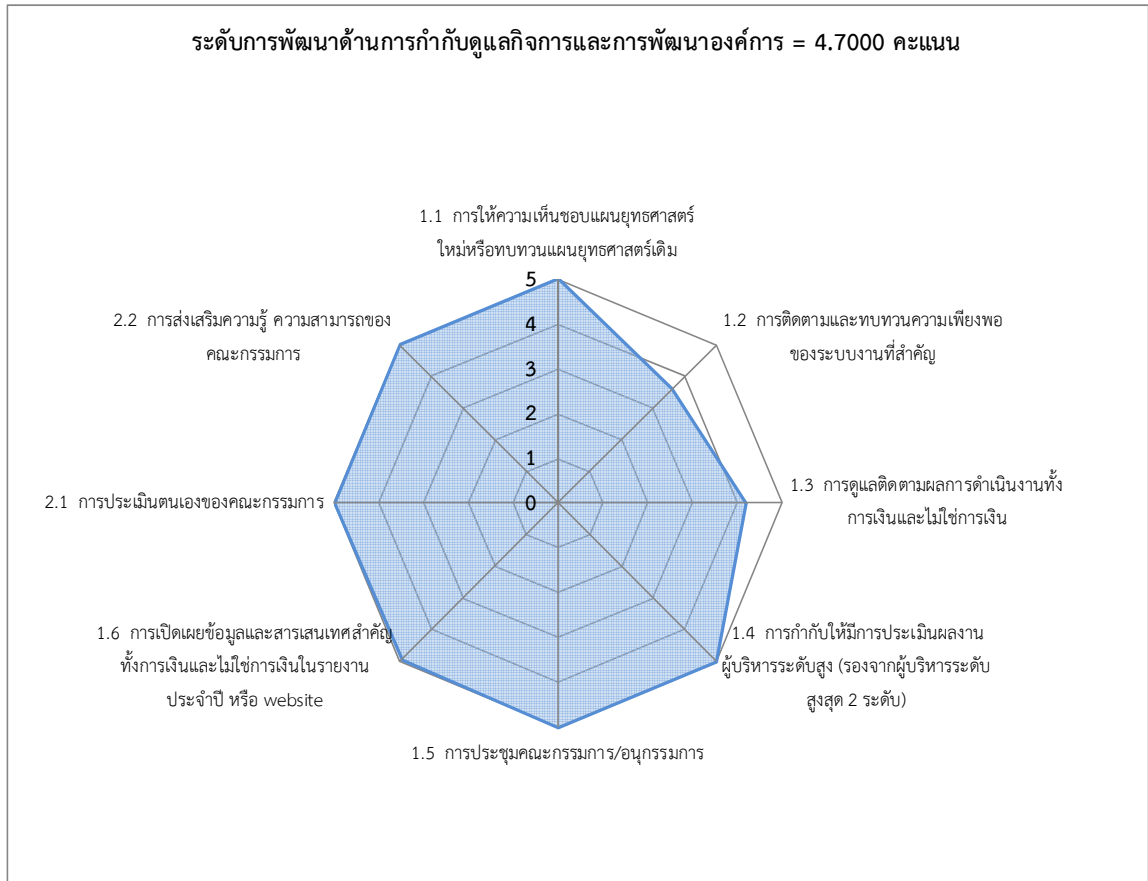 ระดับการพัฒนาด้านการกำกับดูแลกิจการและการพัฒนาองค์การ = 4.7000 คะแนน
1.1 การให้ความเห็นชอบแผนยุทธศาสตร์
ใหม่หรือทบทวนแผนยุทธศาสตร์เดิม
1.2 การติดตามและทบทวนความเพียงพอ
ของระบบงานที่สำคัญ
1.3 การดูแลติดตามผลการดำเนินงานทั้ง
การเงินและไม่ใช่การเงิน
1.4 การกำกับให้มีการประเมินผลงาน
ผู้บริหารระดับสูง (รองจากผู้บริหารระดับ
สูงสุด 2 ระดับ)
1.5 การประชุมคณะกรรมการ/อนุกรรมการ
1.6 การเปิดเผยข้อมูลและสารเสนเทศสำคัญ
ทั้งการเงินและไม่ใช่การเงินในรายงาน
ประจำปี หรือ website
2.1 การประเมินตนเองของคณะกรรมการ
2.2 การส่งเสริมความรู้ ความสามารถของ
คณะกรรมการ
5
4
3
2
1
0